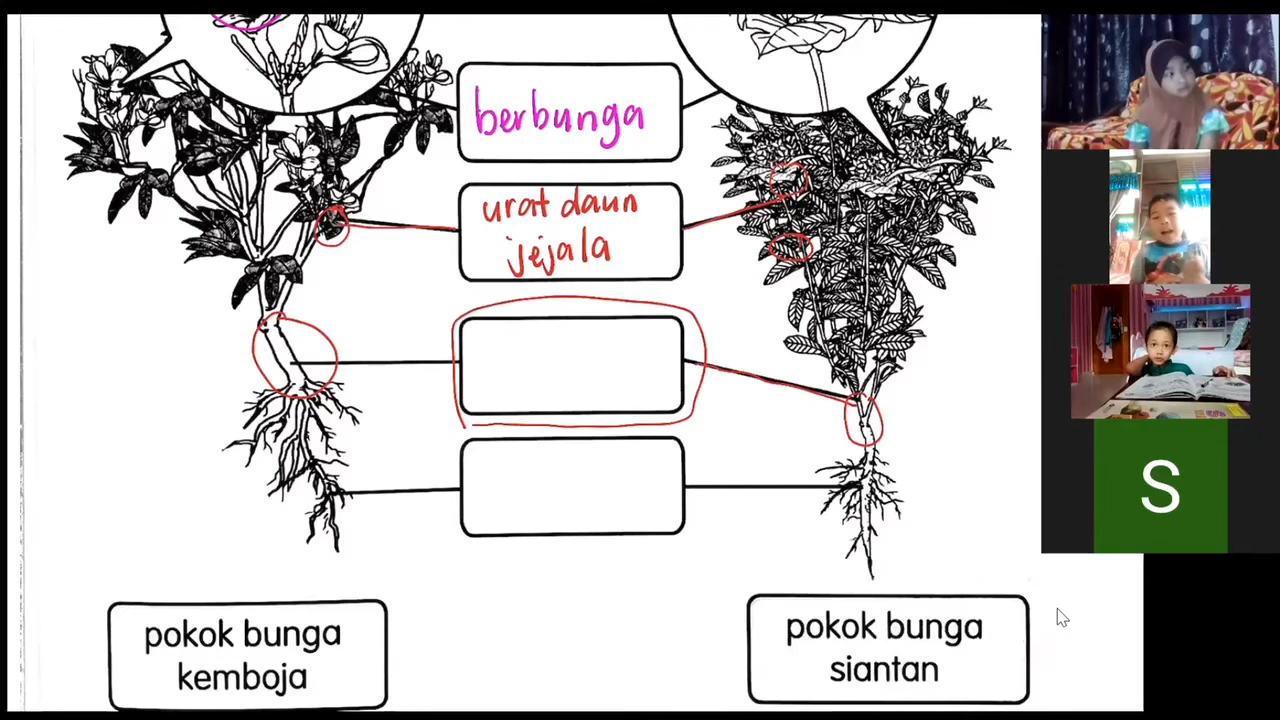 berbunga
urat daun
jejala
S
pokok bunga
kemboja
pokok bunga
siantan